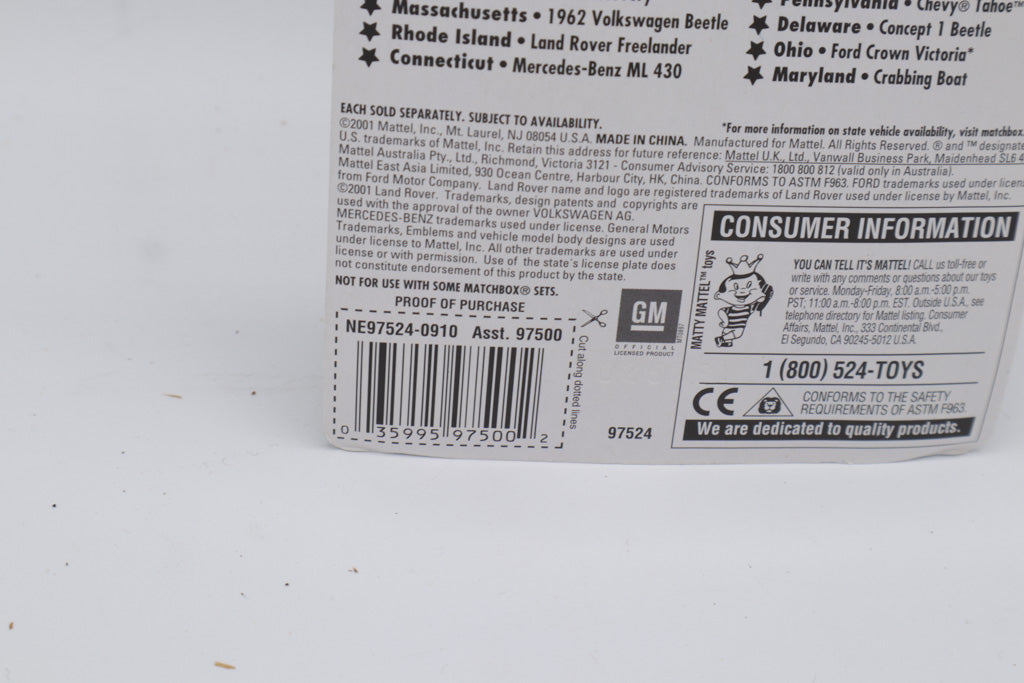 ★ Massachusetts • 1962 Volkswagen Beetle
★ Rhode Island • Land Rover Freelander
★ Connecticut • Mercedes-Benz ML 430
★ Pennsylvania • Chevy® Tahoe™
★ Delaware • Concept 1 Beetle
★ Ohio • Ford Crown Victoria*
★ Maryland • Crabbing Boat
EACH SOLD SEPARATELY. SUBJECT TO AVAILABILITY.
*For more information on state vehicle availability, visit matchbox.
©2001 Mattel, Inc., Mt. Laurel, NJ 08054 U.S.A. MADE IN CHINA. Manufactured for Mattel. All Rights Reserved. ® and ™ designate
U.S. trademarks of Mattel, Inc. Retain this address for future reference: Mattel U.K., Ltd., Vanwall Business Park, Maidenhead SL6 4
Mattel Australia Pty., Ltd., Richmond, Victoria 3121 - Consumer Advisory Service: 1800 800 812 (valid only in Australia).
Mattel East Asia Limited, 930 Ocean Centre, Harbour City, HK, China. CONFORMS TO ASTM F963. FORD trademarks used under licens
from Ford Motor Company. Land Rover name and logo are registered trademarks of Land Rover used under license by Mattel, Inc.
©2001 Land Rover. Trademarks, design patents and copyrights are
used with the approval of the owner VOLKSWAGEN AG.
MERCEDES-BENZ trademarks used under license. General Motors
Trademarks, Emblems and vehicle model body designs are used
under license to Mattel, Inc. All other trademarks are used under
license or with permission. Use of the state's license plate does
not constitute endorsement of this product by the state.
NOT FOR USE WITH SOME MATCHBOX® SETS.
PROOF OF PURCHASE
NE97524-0910 Asst. 97500
0 35995 97500 2
Cut along dotted lines
GM
OFFICIAL
LICENSED PRODUCT
97524
CONSUMER INFORMATION
MATTY MATTEL™ toys
YOU CAN TELL IT'S MATTEL! CALL us toll-free or
write with any comments or questions about our toys
or service. Monday-Friday, 8:00 a.m.-5:00 p.m.
PST; 11:00 a.m.-8:00 p.m. EST. Outside U.S.A., see
telephone directory for Mattel listing. Consumer
Affairs, Mattel, Inc., 333 Continental Blvd.,
El Segundo, CA 90245-5012 U.S.A.
1 (800) 524-TOYS
CE
CONFORMS TO THE SAFETY
REQUIREMENTS OF ASTM F963.
We are dedicated to quality products.